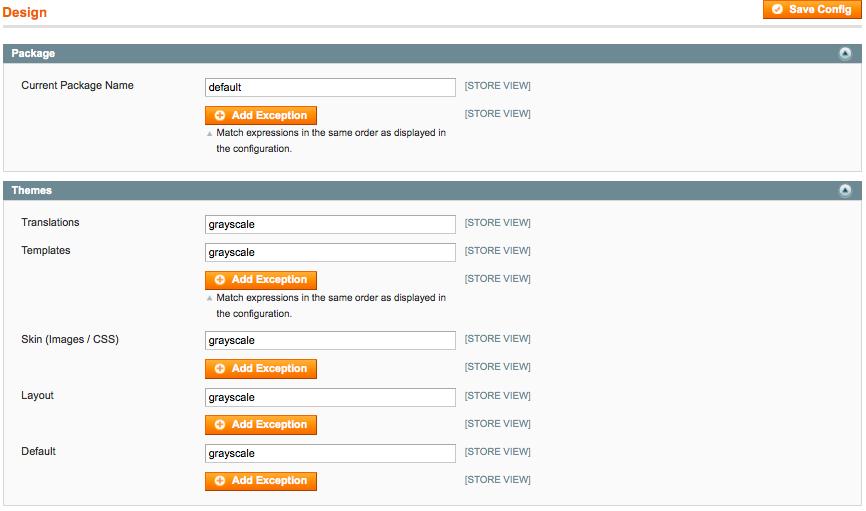 Design
Save Config
Package
Current Package Name
default
[STORE VIEW]
Add Exception
[STORE VIEW]
Match expressions in the same order as displayed in
the configuration.
Themes
Translations
grayscale
[STORE VIEW]
Templates
grayscale
[STORE VIEW]
Add Exception
[STORE VIEW]
Match expressions in the same order as displayed in
the configuration.
Skin (Images / CSS)
grayscale
[STORE VIEW]
Add Exception
[STORE VIEW]
Layout
grayscale
[STORE VIEW]
Add Exception
[STORE VIEW]
Default
grayscale
[STORE VIEW]
Add Exception
[STORE VIEW]